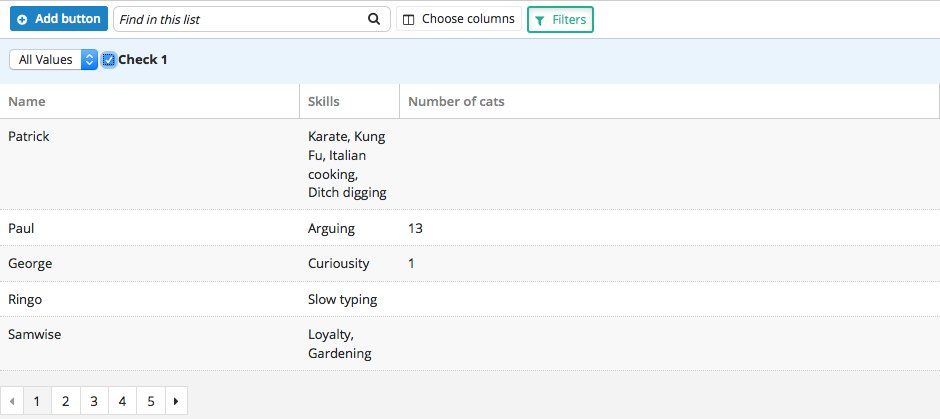 Add button Find in this list Choose columns Filters
All Values Check 1
Name Skills Number of cats
Patrick Karate, Kung
Fu, Italian
cooking,
Ditch digging
Paul Arguing 13
George Curiousity 1
Ringo Slow typing
Samwise Loyalty,
Gardening
1 2 3 4 5